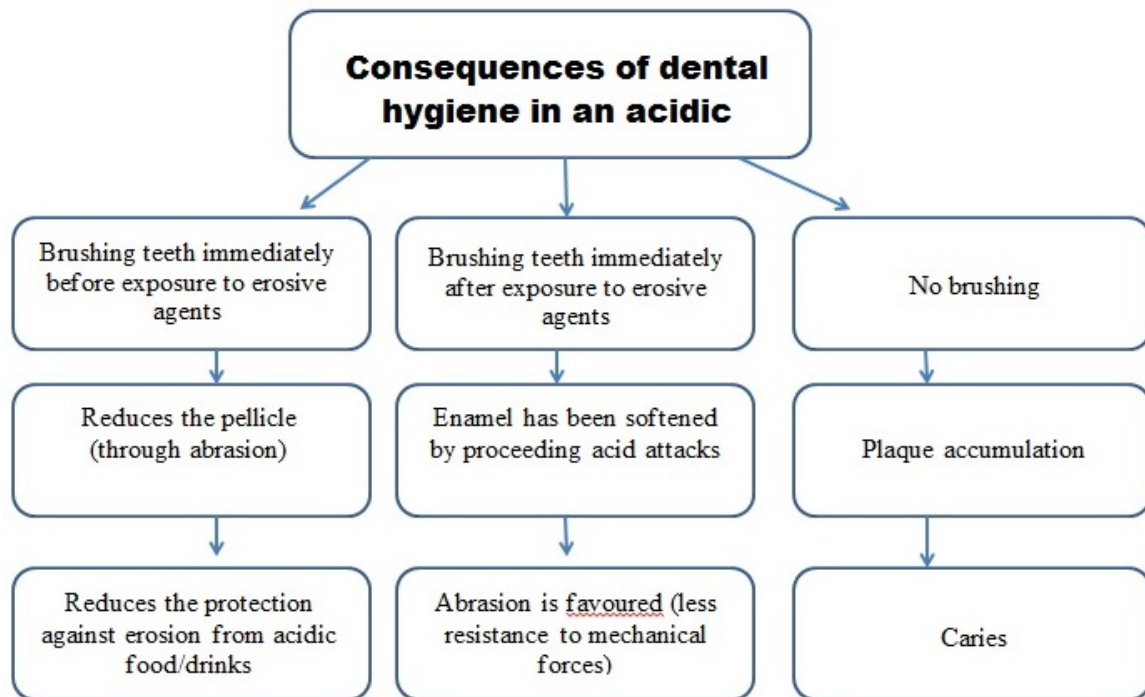 Consequences of dental
hygiene in an acidic
Brushing teeth immediately
before exposure to erosive
agents
Reduces the pellicle
(through abrasion)
Reduces the protection
against erosion from acidic
food/drinks
Brushing teeth immediately
after exposure to erosive
agents
Enamel has been softened
by proceeding acid attacks
Abrasion is favoured (less
resistance to mechanical
forces)
No brushing
Plaque accumulation
Caries